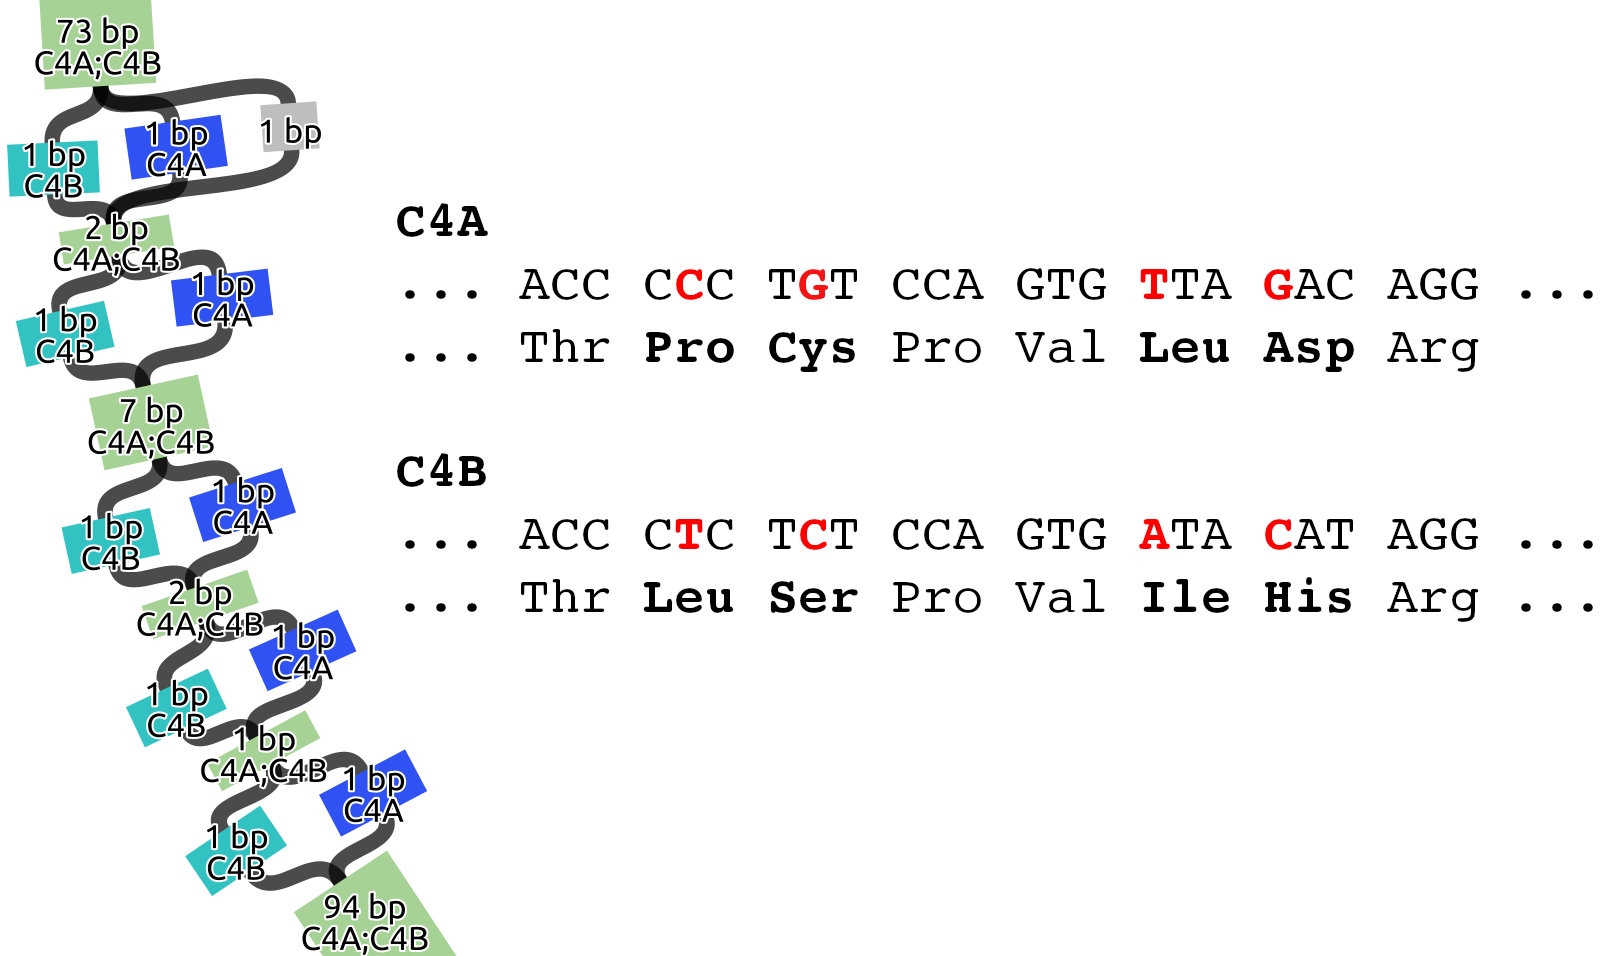 73 bp
C4A;C4B
1 bp
C4B
1 bp
C4A
1 bp
2 bp
C4A;C4B
1 bp
C4B
1 bp
C4A
7 bp
C4A;C4B
1 bp
C4B
1 bp
C4A
2 bp
C4A;C4B
1 bp
C4B
1 bp
C4A
1 bp
C4A;C4B
1 bp
C4B
1 bp
C4A
94 bp
C4A;C4B
C4A
... ACC CCC TGT CCA GTG TTA GAC AGG ...
... Thr Pro Cys Pro Val Leu Asp Arg
C4B
... ACC CTC TCT CCA GTG ATA CAT AGG ...
... Thr Leu Ser Pro Val Ile His Arg ...